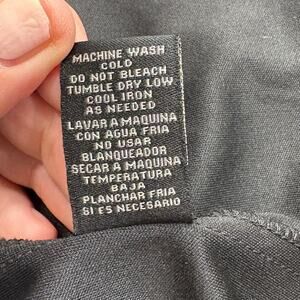 MACHINE WASH
COLD
DO NOT BLEACH
TUMBLE DRY LOW
COOL IRON
AS NEEDED
LAVAR A MAQUINA
CON AGUA FRIA
NO USAR
BLANQUEADOR
SECAR A MAQUINA
TEMPERATURA
BAJA
PLANCHAR FRIA
SI ES NECESARIO